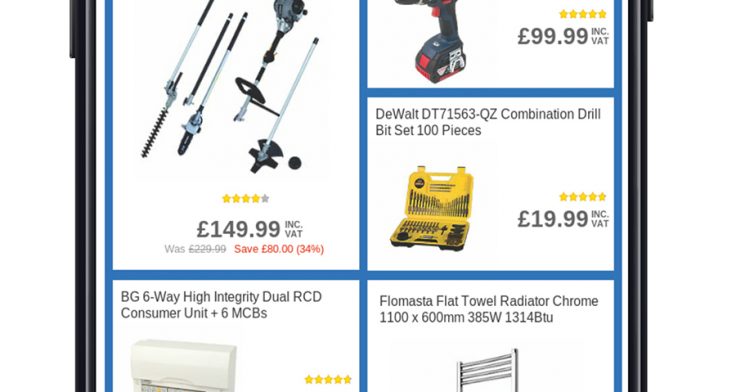 £99.99 INC. VAT
DeWalt DT71563-QZ Combination Drill
Bit Set 100 Pieces
£149.99 INC. VAT
Was £229.99 Save £80.00 (34%)
£19.99 INC. VAT
BG 6-Way High Integrity Dual RCD
Consumer Unit + 6 MCBs
Flomasta Flat Towel Radiator Chrome
1100 x 600mm 385W 1314Btu